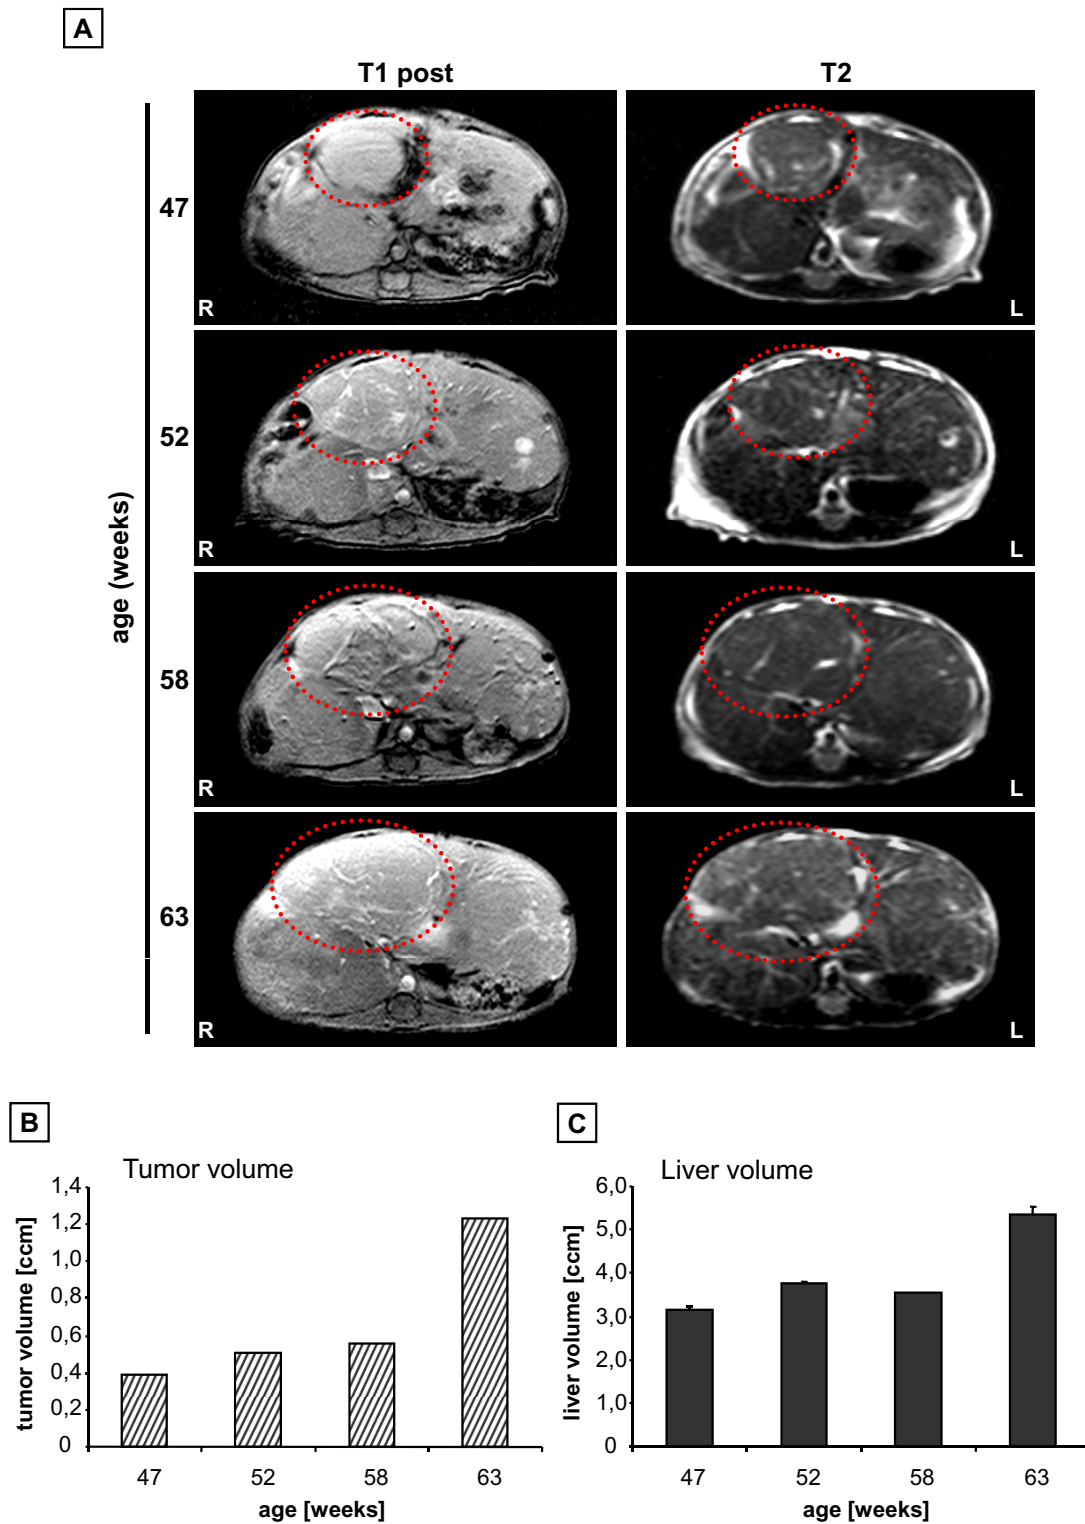 A
T1 post
T2
age (weeks)
47
R
L
52
R
L
58
R
L
63
R
L
B
Tumor volume
tumor volume [ccm]
1,4
1,2
1,0
0,8
0,6
0,4
0,2
0
47
52
58
63
age [weeks]
C
Liver volume
liver volume [ccm]
6,0
5,0
4,0
3,0
2,0
1,0
0
47
52
58
63
age [weeks]